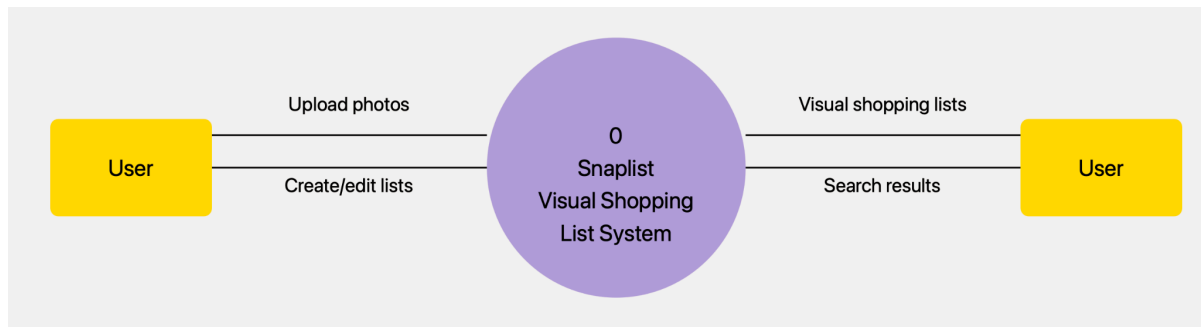 Upload photos
Visual shopping lists
User
0
Snaplist
Visual Shopping
List System
User
Create/edit lists
Search results